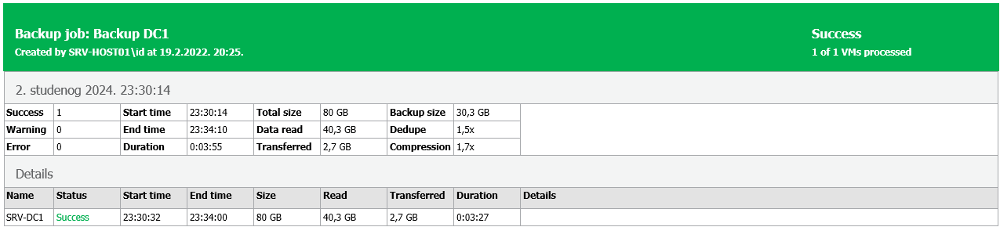 Backup job: Backup DC1 Success
Created by SRV-HOST01\id at 19.2.2022. 20:25. 1 of 1 VMs processed
2. studenog 2024. 23:30:14
Success 1 Start time 23:30:14 Total size 80 GB Backup size 30,3 GB
Warning 0 End time 23:34:10 Data read 40,3 GB Dedupe 1,5x
Error 0 Duration 0:03:55 Transferred 2,7 GB Compression 1,7x
Details
Name Status Start time End time Size Read Transferred Duration Details
SRV-DC1 Success 23:30:32 23:34:00 80 GB 40,3 GB 2,7 GB 0:03:27